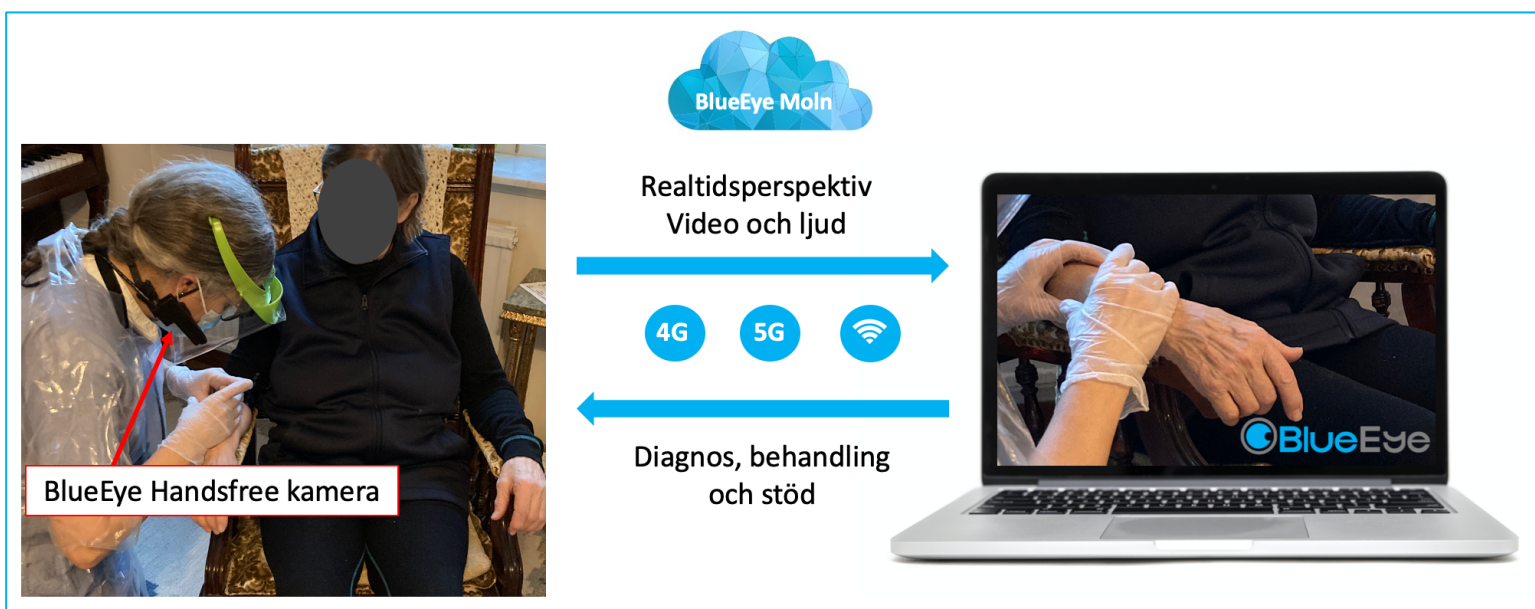 BlueEye Moln
Realtidsperspektiv
Video och ljud
4G
5G
Diagnos, behandling
och stöd
BlueEye Handsfree kamera
BlueEye